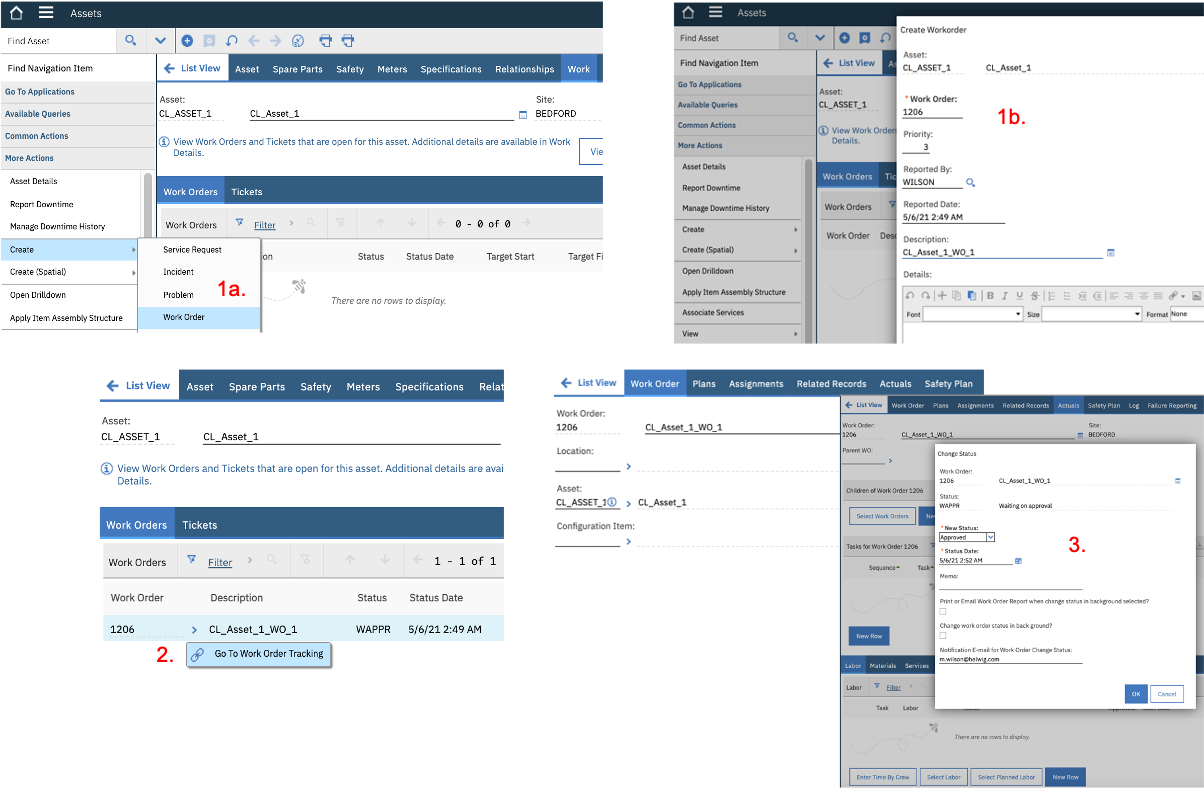 Assets
Find Asset
Find Navigation Item
List View Asset Spare Parts Safety Meters Specifications Relationships Work
Go To Applications
Available Queries
Common Actions
More Actions
Asset: Site:
CL_ASSET_1 CL_Asset_1 BEDFORD
View Work Orders and Tickets that are open for this asset. Additional details are available in Work
Details.
Asset Details
Report Downtime
Manage Downtime History
Create
Create (Spatial)
Open Drilldown
Apply Item Assembly Structure
Work Orders Tickets
Work Orders Filter 0 - 0 of 0
Service Request
Incident
Problem
Work Order
1a.
Status Status Date Target Start
There are no rows to display.
Assets
Find Asset
Find Navigation Item
List View
Go To Applications
Available Queries
Common Actions
More Actions
Asset:
CL_ASSET_1
View Work Orders
Details.
Asset Details
Report Downtime
Manage Downtime History
Create
Create (Spatial)
Open Drilldown
Apply Item Assembly Structure
Associate Services
View
Work Orders
Work Orders
Work Order
Create Workorder
Asset:
CL_ASSET_1 CL_Asset_1
* Work Order:
1206
1b.
Priority:
3
Reported By:
WILSON
Reported Date:
5/6/21 2:49 AM
Description:
CL_Asset_1_WO_1
Details:
B I U S
Font Size Format None
List View Asset Spare Parts Safety Meters Specifications Relat
Asset:
CL_ASSET_1 CL_Asset_1
View Work Orders and Tickets that are open for this asset. Additional details are avai
Details.
Work Orders Tickets
Work Orders Filter 1 - 1 of 1
Work Order Description Status Status Date
1206 CL_Asset_1_WO_1 WAPPR 5/6/21 2:49 AM
2. Go To Work Order Tracking
List View Work Order Plans Assignments Related Records Actuals Safety Plan
Work Order:
1206 CL_Asset_1_WO_1
Location:
Asset:
CL_ASSET_1 CL_Asset_1
Configuration Item:
List View Work Order Plans Assignments Related Records Actuals Safety Plan Log Failure Reporting
Work Order: Site:
1206 CL_Asset_1_WO_1 BEDFORD
Parent WO:
Children of Work Order 1206
Select Work Orders
Tasks for Work Order 1206
Sequence Task
New Row
Labor Materials Services
Labor Filter
Task Labor
There are no rows to display.
Enter Time By Crew Select Labor Select Planned Labor New Row
Change Status
Work Order:
1206 CL_Asset_1_WO_1
Status:
WAPPR Waiting on approval
* New Status:
Approved
3.
* Status Date:
5/6/21 2:52 AM
Memo:
Print or Email Work Order Report when change status in background selected?
Change work order status in back ground?
Notification E-mail for Work Order Change Status:
m.wilson@helwig.com
OK Cancel